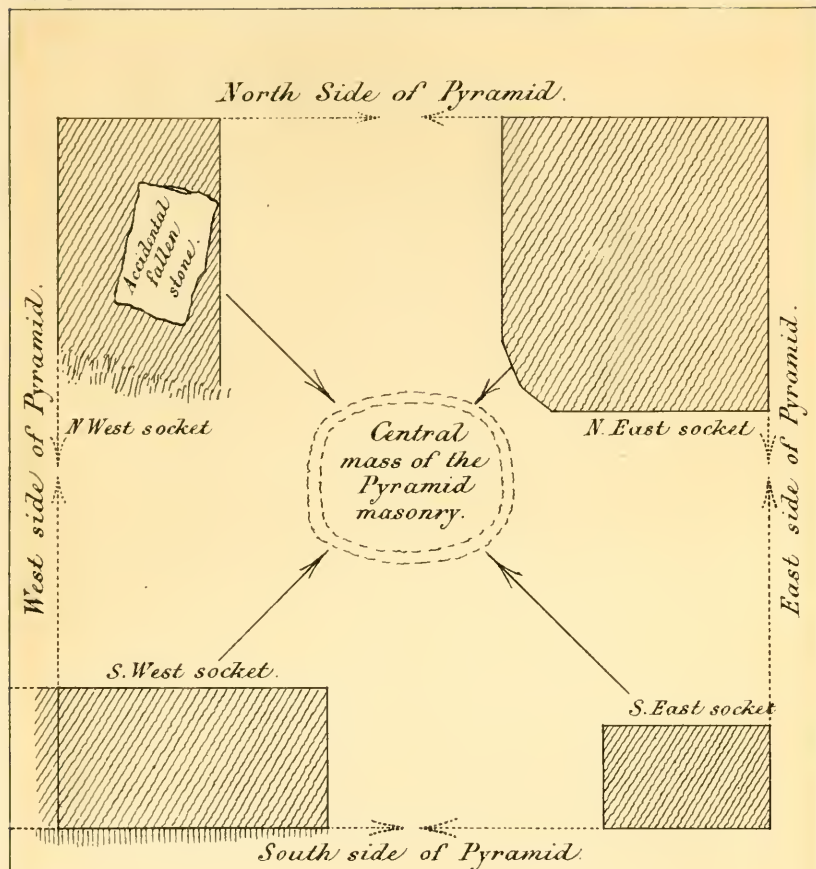 North Side of Pyramid.
Accidental
fallen
stone.
West side of Pyramid.
East side of Pyramid.
N West socket
N. East socket
Central
mass of the
Pyramid
masonry.
S. West socket.
S. East socket
South side of Pyramid.